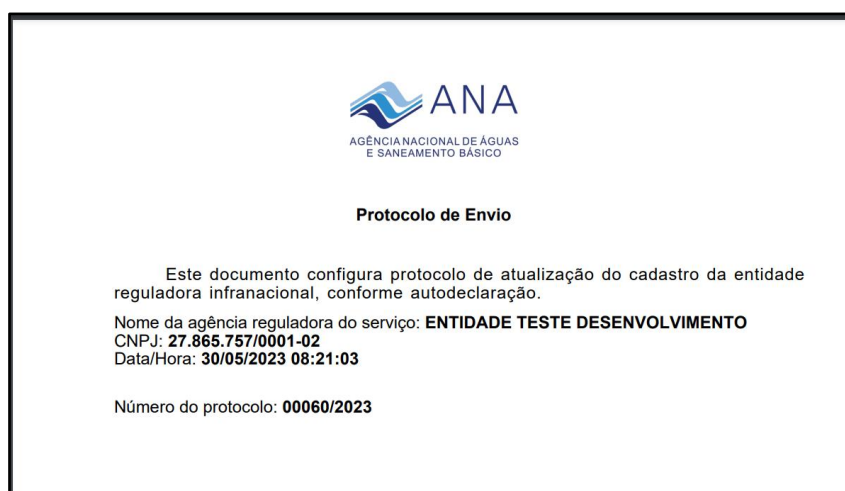 ANA
AGÊNCIA NACIONAL DE ÁGUAS
E SANEAMENTO BÁSICO
Protocolo de Envio
Este documento configura protocolo de atualização do cadastro da entidade
reguladora infranacional, conforme autodeclaração.
Nome da agência reguladora do serviço: ENTIDADE TESTE DESENVOLVIMENTO
CNPJ: 27.865.757/0001-02
Data/Hora: 30/05/2023 08:21:03
Número do protocolo: 00060/2023